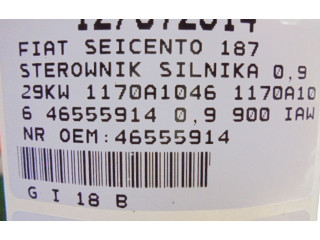 127672014
FIAT SEICENTO 187
STEROWNIK SILNIKA 0,9
29KW 1170A1046 1170A10
6 46555914 0,9 900 IAW
NR OEM:46555914
G I 18 B